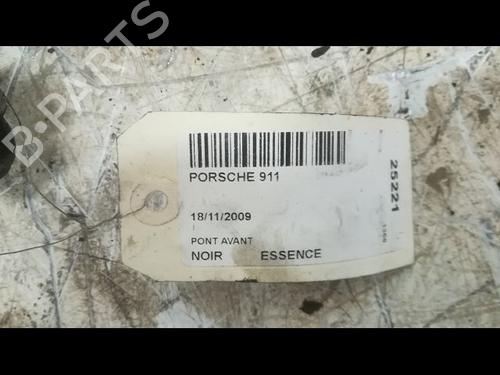 B-PARTS
PORSCHE 911
18/11/2009
PONT AVANT
NOIR ESSENCE
25221